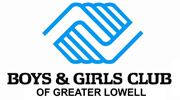 BOYS & GIRLS CLUB
OF GREATER LOWELL